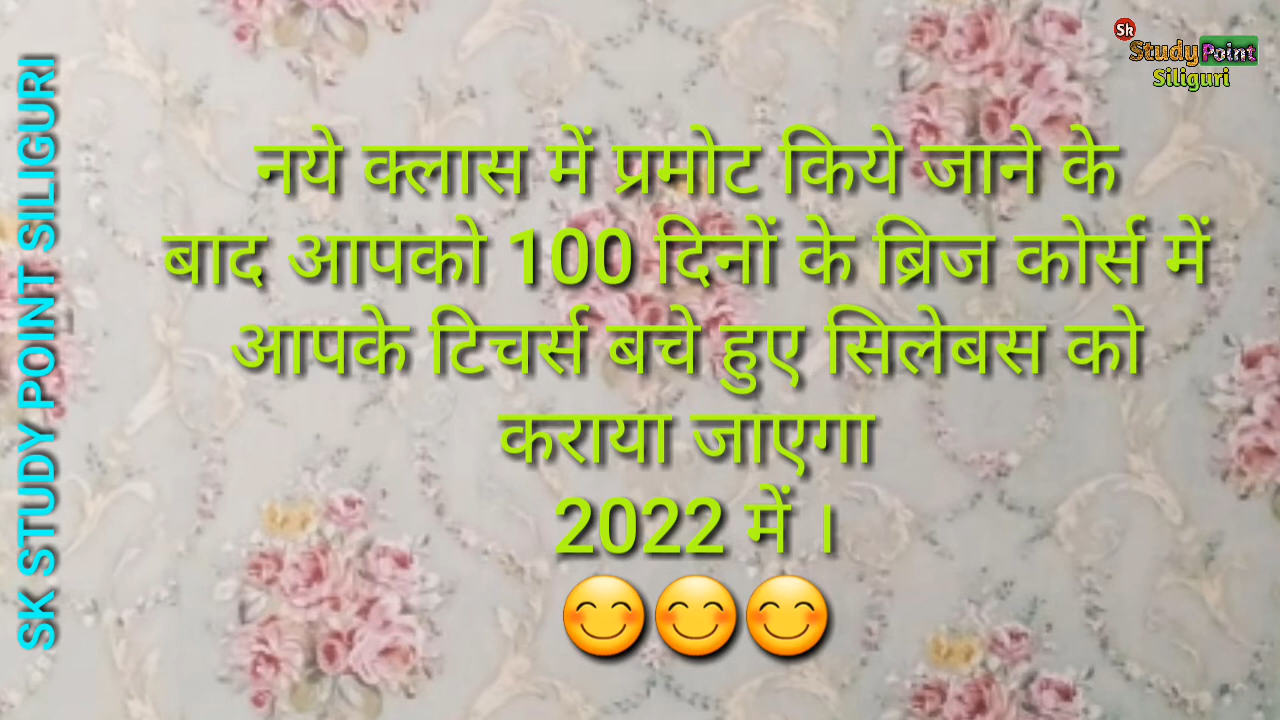 SK STUDY POINT SILIGURI
Sk
Study Point
Siliguri
नये क्लास में प्रमोट किये जाने के
बाद आपको 100 दिनों के ब्रिज कोर्स में
आपके टिचर्स बचे हुए सिलेबस को
कराया जाएगा
2022 में ।
😊😊😊